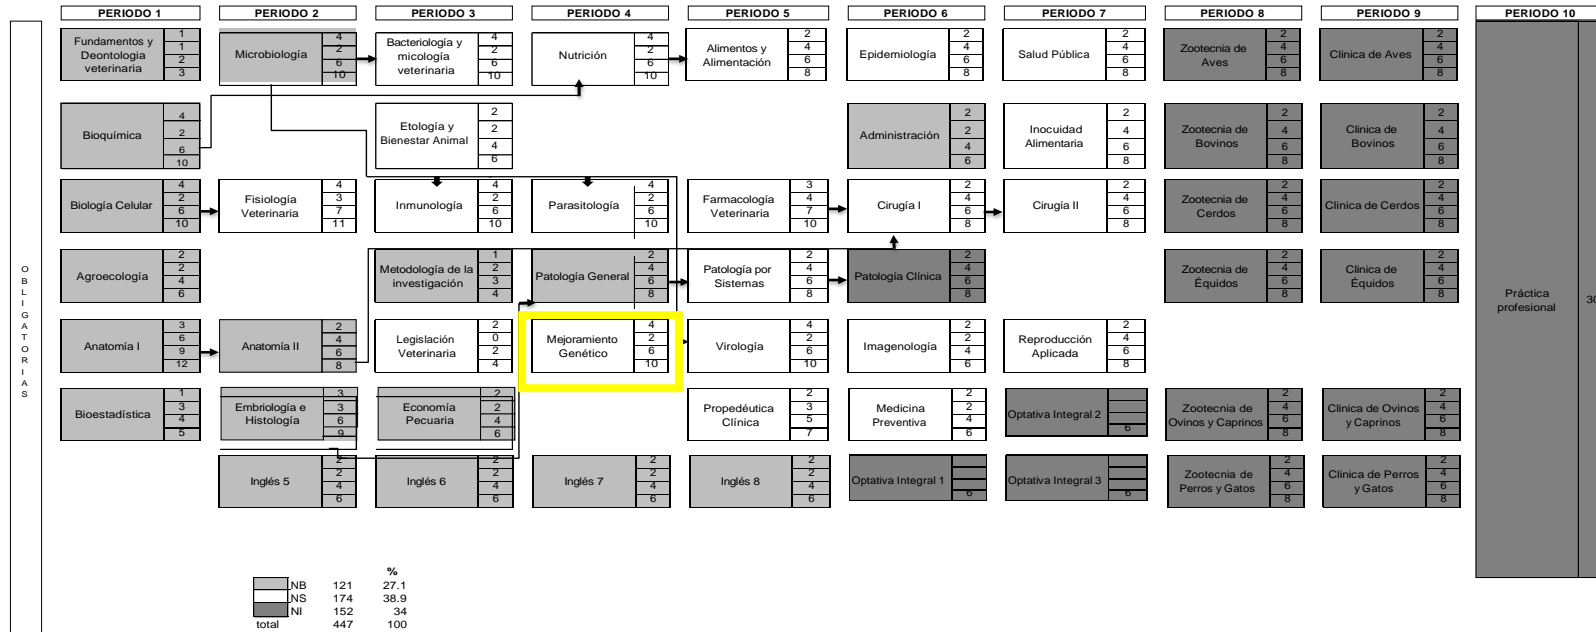 PERIODO 1 PERIODO 2 PERIODO 3 PERIODO 4 PERIODO 5 PERIODO 6 PERIODO 7 PERIODO 8 PERIODO 9 PERIODO 10
OBLIGATORIAS
Fundamentos y
Deontología
veterinaria
1
1
2
3
Microbiología
4
2
6
10
Bacteriología y
micología
veterinaria
4
2
6
10
Nutrición
4
2
6
10
Alimentos y
Alimentación
2
4
6
8
Epidemiología
2
4
6
8
Salud Pública
2
4
6
8
Zootecnia de
Aves
2
4
6
8
Clinica de Aves
2
4
6
8
Bioquímica
4
2
6
10
Etología y
Bienestar Animal
2
2
4
6
Administración
2
2
4
6
Inocuidad
Alimentaria
2
4
6
8
Zootecnia de
Bovinos
2
4
6
8
Clinica de
Bovinos
2
4
6
8
Biología Celular
4
2
6
10
Fisiología
Veterinaria
4
3
7
11
Inmunología
4
2
6
10
Parasitología
4
2
6
10
Farmacología
Veterinaria
3
4
7
10
Cirugía I
2
4
6
8
Cirugía II
2
4
6
8
Zootecnia de
Cerdos
2
4
6
8
Clinica de Cerdos
2
4
6
8
Agroecología
2
2
4
6
Metodología de la
investigación
1
2
3
4
Patología General
2
4
6
8
Patología por
Sistemas
2
4
6
8
Patología Clínica
2
4
6
8
Zootecnia de
Équidos
2
4
6
8
Clinica de
Équidos
2
4
6
8
Práctica
profesional
30
Anatomía I
3
6
9
12
Anatomía II
2
4
6
8
Legislación
Veterinaria
2
0
2
4
Mejoramiento
Genético
4
2
6
10
Virología
4
2
6
10
Imagenología
2
2
4
6
Reproducción
Aplicada
2
4
6
8
Bioestadística
1
3
4
5
Embriología e
Histología
3
3
6
9
Economía
Pecuaria
2
2
4
6
Propedéutica
Clínica
2
3
5
7
Medicina
Preventiva
2
2
4
6
Optativa Integral 2
6
Zootecnia de
Ovinos y Caprinos
2
4
6
8
Clinica de Ovinos
y Caprinos
2
4
6
8
Inglés 5
2
2
4
6
Inglés 6
2
2
4
6
Inglés 7
2
2
4
6
Inglés 8
2
2
4
6
Optativa Integral 1
6
Optativa Integral 3
6
Zootecnia de
Perros y Gatos
2
4
6
8
Clinica de Perros
y Gatos
2
4
6
8
%
NB 121 27.1
NS 174 38.9
NI 152 34
total 447 100